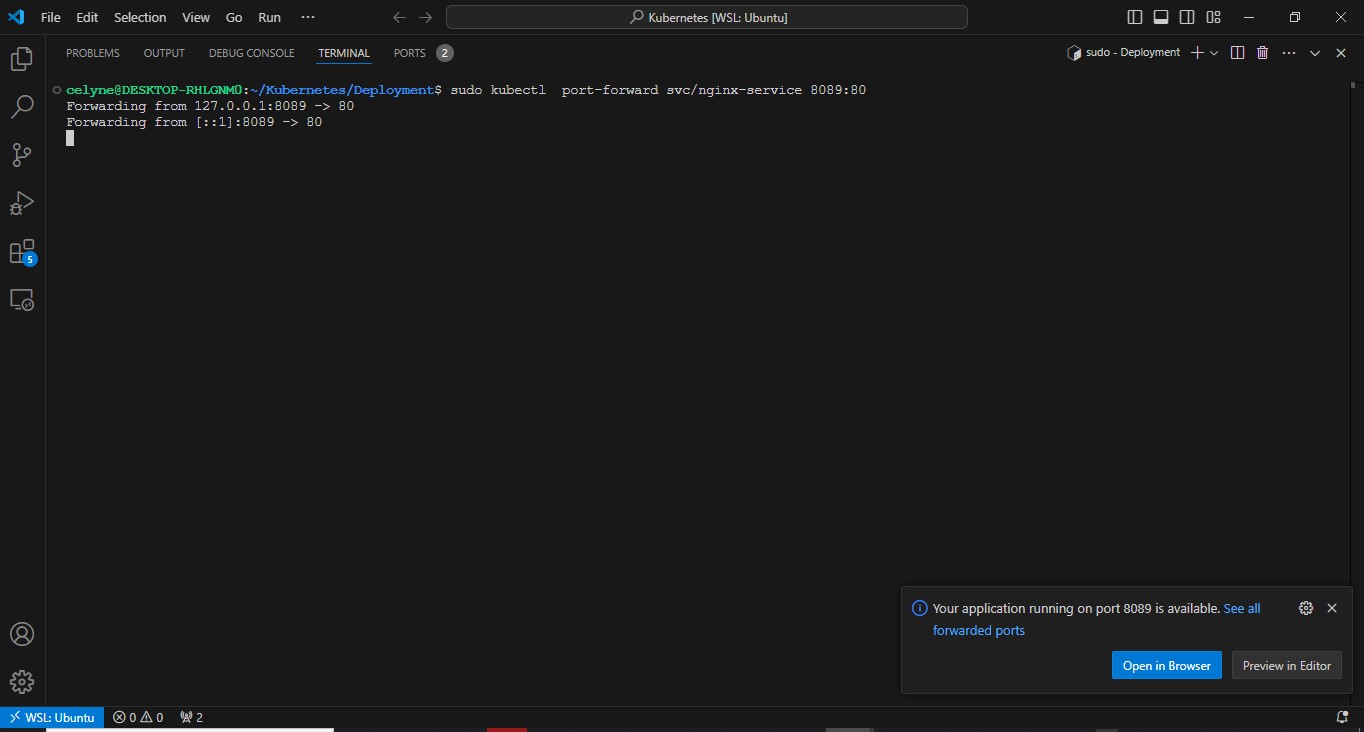 File Edit Selection View Go Run ···
Kubernetes [WSL: Ubuntu]
PROBLEMS OUTPUT DEBUG CONSOLE TERMINAL PORTS 2
sudo - Deployment
celyne@DESKTOP-RHLGNM0:~/Kubernetes/Deployment$ sudo kubectl  port-forward svc/nginx-service 8089:80
Forwarding from 127.0.0.1:8089 -> 80
Forwarding from [::1]:8089 -> 80
5
Your application running on port 8089 is available. See all
forwarded ports
Open in Browser Preview in Editor
WSL: Ubuntu 0 0 2